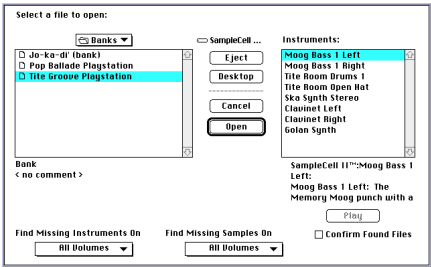 Select a file to open:
Banks
SampleCell ...
Instruments:
Jo-ka-di' (bank)
Pop Ballade Playstation
Tite Groove Playstation
Eject
Desktop
Cancel
Open
Moog Bass 1 Left
Moog Bass 1 Right
Tite Room Drums 1
Tite Room Open Hat
Ska Synth Stereo
Clavinet Left
Clavinet Right
Golan Synth
Bank
< no comment >
SampleCell II™:Moog Bass 1
Left:
Moog Bass 1 Left: The
Memory Moog punch with a
Play
Find Missing Instruments On
Find Missing Samples On
Confirm Found Files
All Volumes
All Volumes